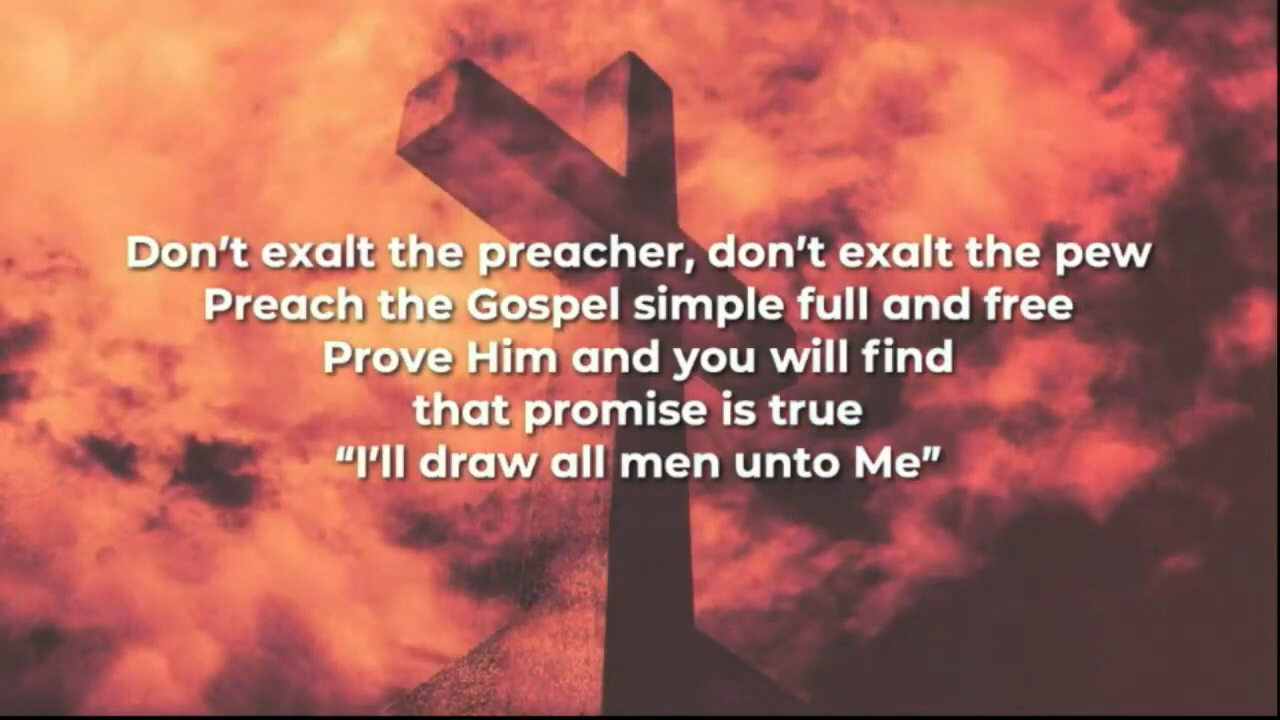 Don't exalt the preacher, don't exalt the pew
Preach the Gospel simple full and free
Prove Him and you will find
that promise is true
“I'll draw all men unto Me”